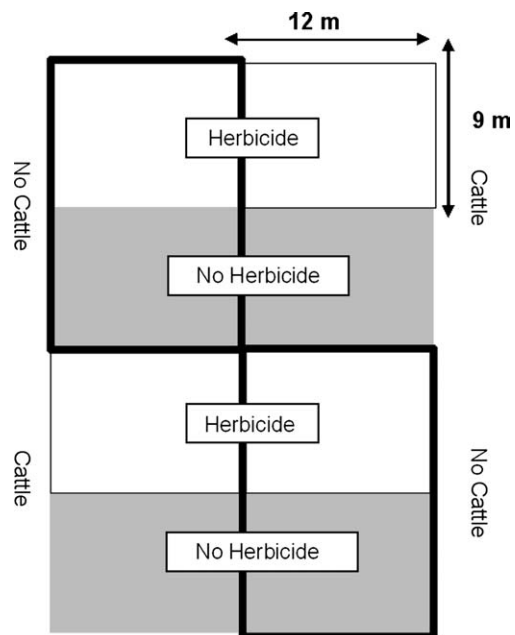 12 m
9 m
Herbicide
No Cattle
Cattle
No Herbicide
Herbicide
Cattle
No Cattle
No Herbicide